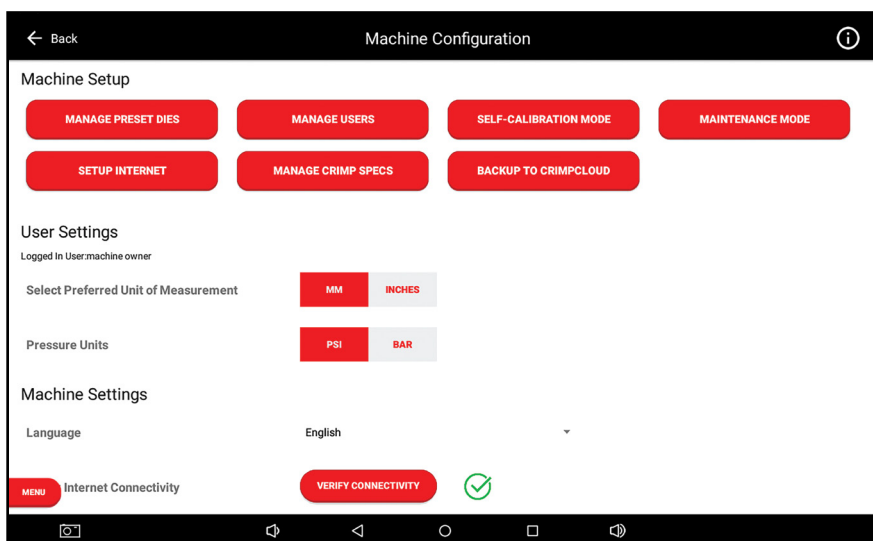 Back
Machine Configuration
Machine Setup
MANAGE PRESET DIES
MANAGE USERS
SELF-CALIBRATION MODE
MAINTENANCE MODE
SETUP INTERNET
MANAGE CRIMP SPECS
BACKUP TO CRIMPCLOUD
User Settings
Logged In User:machine owner
Select Preferred Unit of Measurement
MM
INCHES
Pressure Units
PSI
BAR
Machine Settings
Language
English
MENU
Internet Connectivity
VERIFY CONNECTIVITY